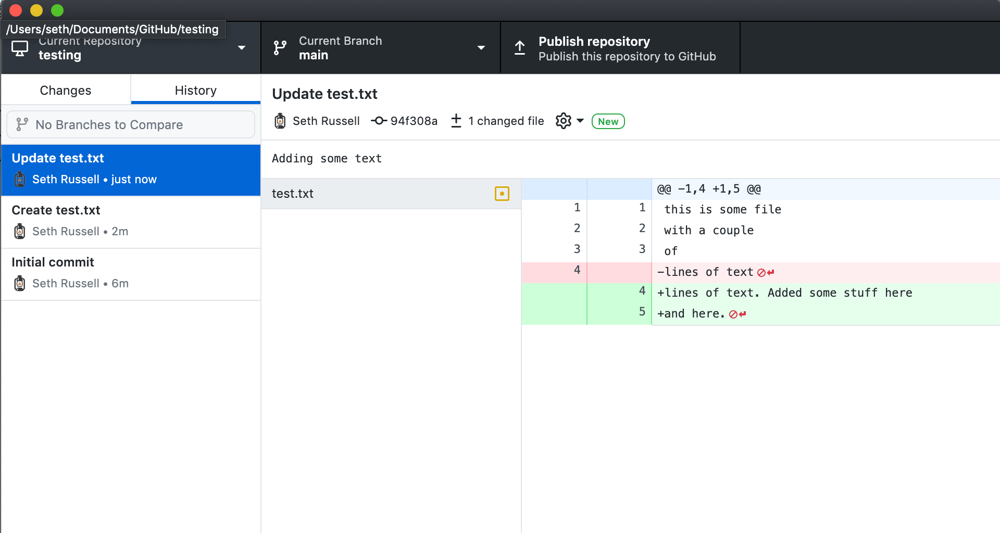 /Users/seth/Documents/GitHub/testing
Current Repository
testing
Current Branch
main
Publish repository
Publish this repository to GitHub
Changes
History
No Branches to Compare
Update test.txt
Seth Russell • just now
Create test.txt
Seth Russell • 2m
Initial commit
Seth Russell • 6m
Update test.txt
Seth Russell 94f308a 1 changed file New
Adding some text
test.txt
@@ -1,4 +1,5 @@
1 1 this is some file
2 2 with a couple
3 3 of
4 -lines of text
4 +lines of text. Added some stuff here
5 +and here.